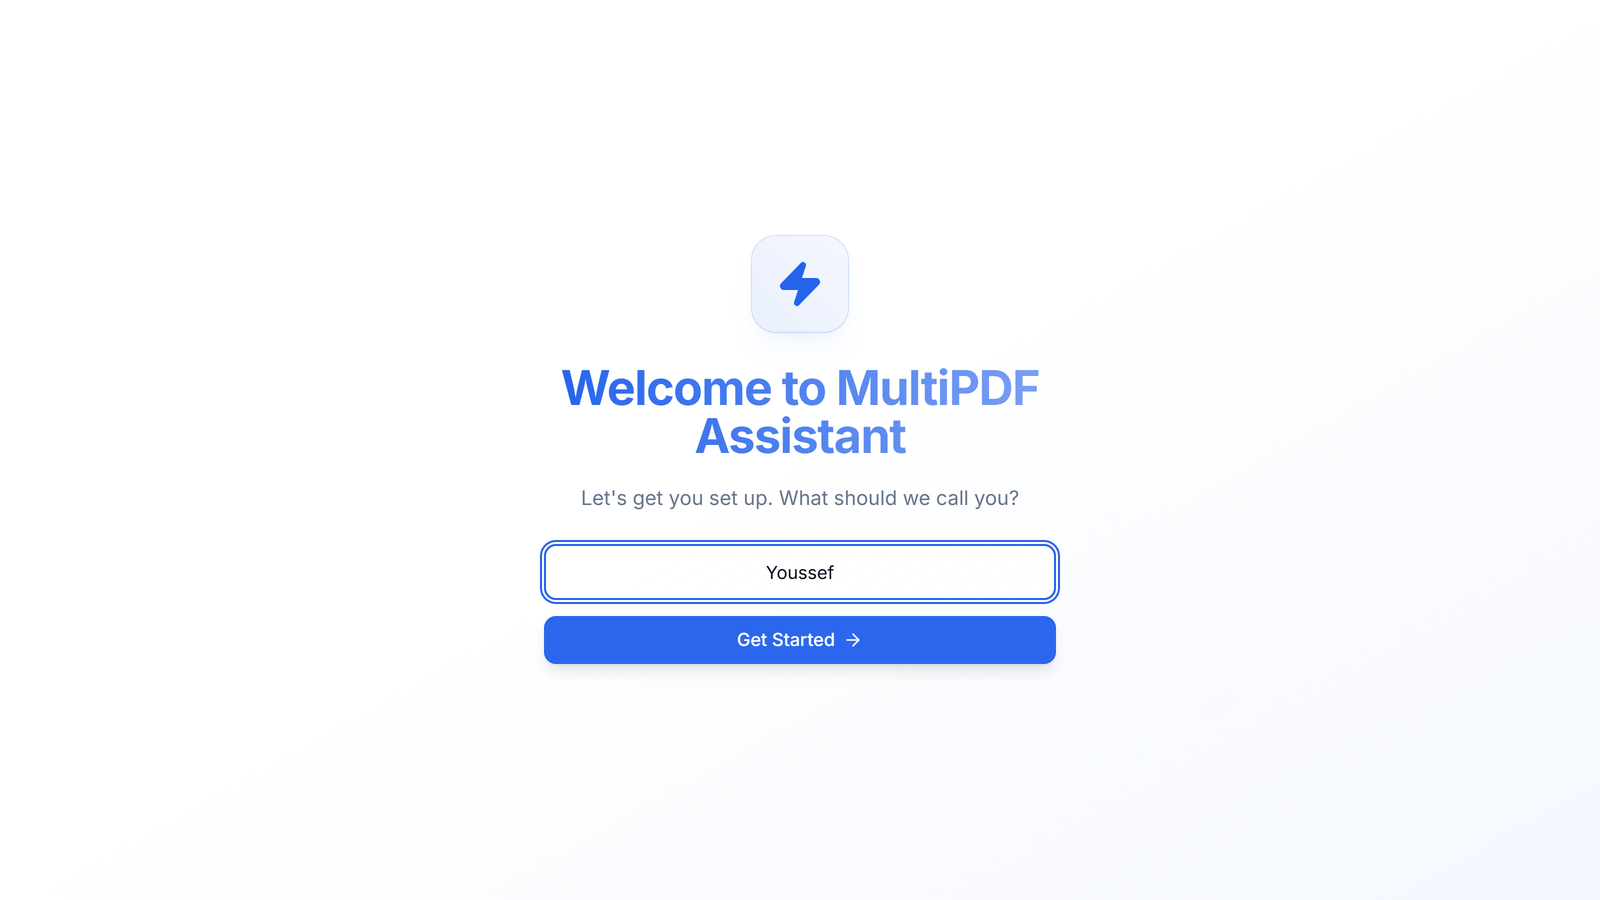 Welcome to MultiPDF
Assistant
Let's get you set up. What should we call you?
Youssef
Get Started